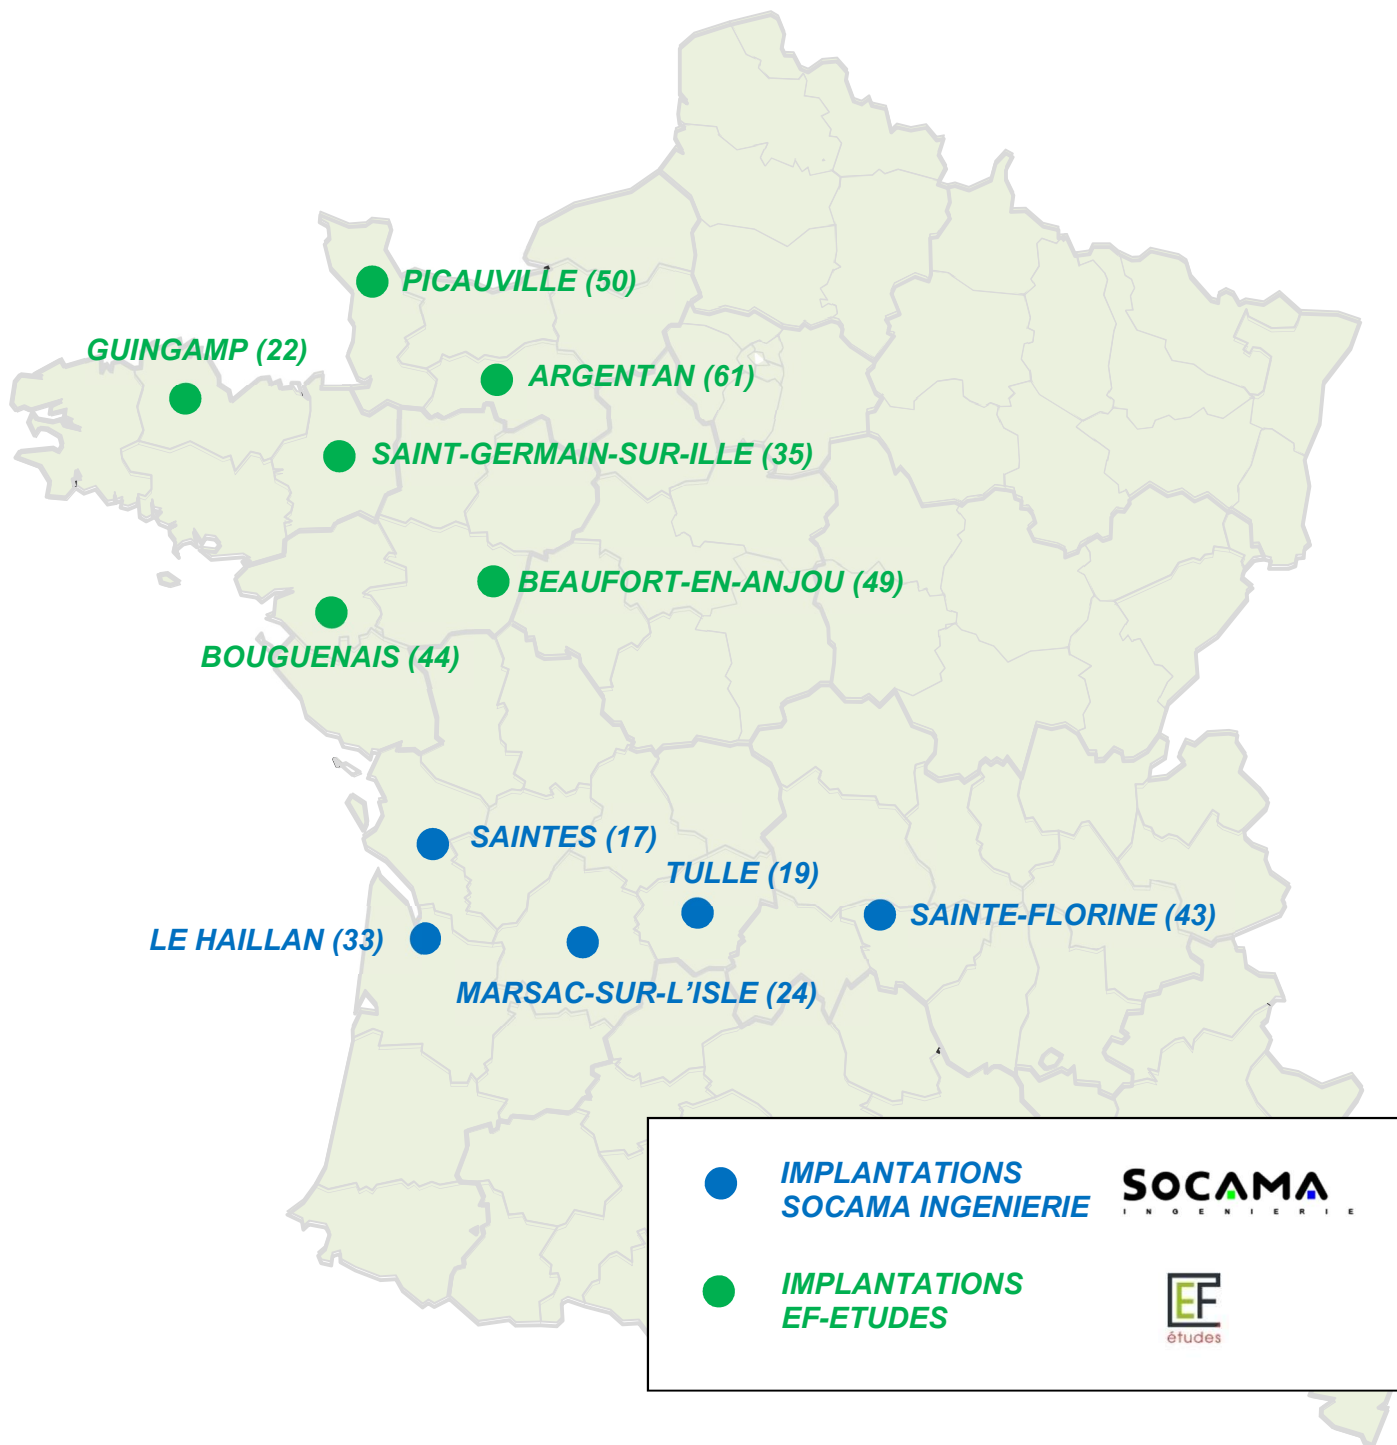 PICAUVILLE (50)
GUINGAMP (22)
ARGENTAN (61)
SAINT-GERMAIN-SUR-ILLE (35)
BEAUFORT-EN-ANJOU (49)
BOUGUENAIS (44)
SAINTES (17)
TULLE (19)
SAINTE-FLORINE (43)
LE HAILLAN (33)
MARSAC-SUR-L'ISLE (24)
IMPLANTATIONS
SOCAMA INGENIERIE
SOCAMA
INGENIERIE
IMPLANTATIONS
EF-ETUDES
EF
études